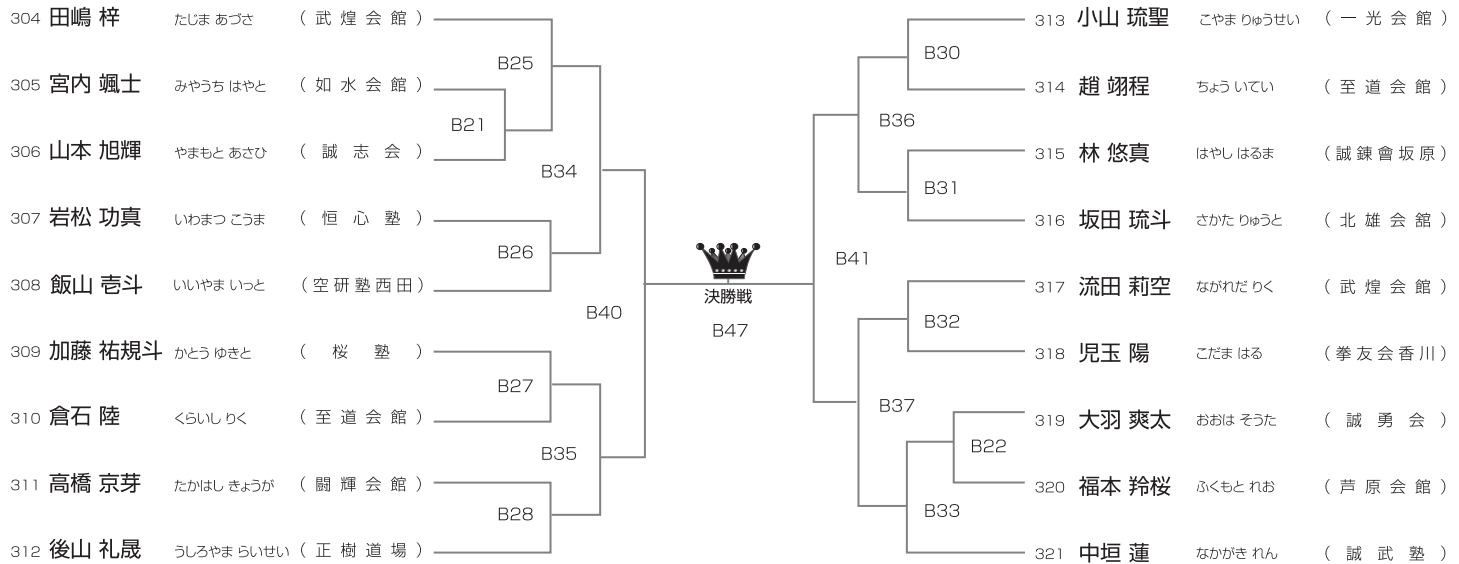 304 田嶋 梓 たじま あづさ （武煌会館）
305 宮内 颯士 みやうち はやと （如水会館）
306 山本 旭輝 やまもと あさひ （誠志会）
307 岩松 功真 いわまつ こうま （恒心塾）
308 飯山 壱斗 いいやま いっと （空研塾西田）
309 加藤 祐規斗 かとう ゆきと （桜塾）
310 倉石 陸 くらいし りく （至道会館）
311 高橋 京芽 たかはし きょうが （闘輝会館）
312 後山 礼晟 うしろやま らいせい （正樹道場）
B25
B21
B34
B26
B40
B27
B35
B28
決勝戦
B47
B30
B36
B31
B41
B32
B37
B22
B33
313 小山 琉聖 こやま りゅうせい （一光会館）
314 趙 翊程 ちょう いてい （至道会館）
315 林 悠真 はやし はるま （誠錬會坂原）
316 坂田 琉斗 さかた りゅうと （北雄会舘）
317 流田 莉空 ながれだ りく （武煌会館）
318 児玉 陽 こだま はる （拳友会香川）
319 大羽 爽太 おおは そうた （誠勇会）
320 福本 羚桜 ふくもと れお （芦原会館）
321 中垣 蓮 なかがき れん （誠武塾）